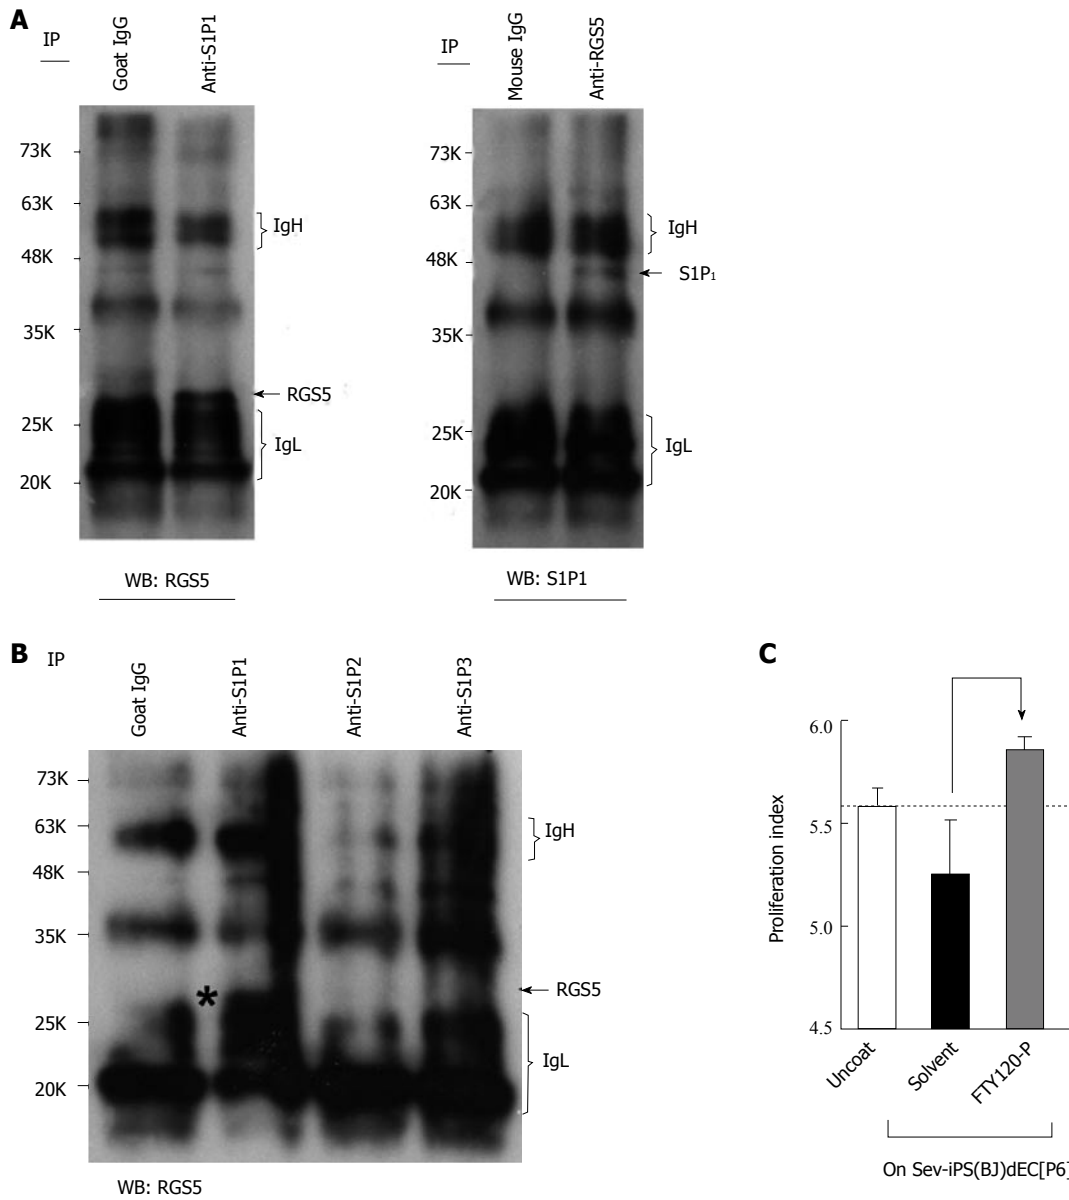 A
IP
Goat IgG
Anti-S1P1
73K
63K
48K
35K
25K
20K
IgH
RGS5
IgL
WB: RGS5
IP
Mouse IgG
Anti-RGS5
73K
63K
48K
35K
25K
20K
IgH
S1P1
IgL
WB: S1P1
B
IP
Goat IgG
Anti-S1P1
Anti-S1P2
Anti-S1P3
73K
63K
48K
35K
25K
20K
*
IgH
RGS5
IgL
WB: RGS5
C
Proliferation index
6.0
5.5
5.0
4.5
Uncoat
Solvent
FTY120-P
On Sev-iPS(BJ)dEC[P6]